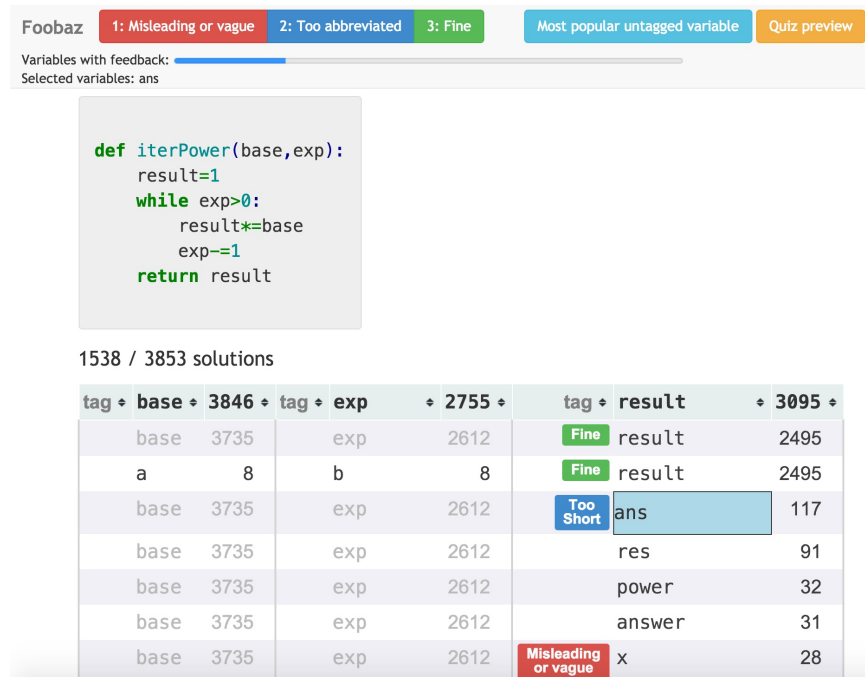 Foobaz 1: Misleading or vague 2: Too abbreviated 3: Fine Most popular untagged variable Quiz preview
Variables with feedback:
Selected variables: ans
def iterPower(base,exp):
result=1
while exp>0:
result*=base
exp-=1
return result
1538 / 3853 solutions
tag base 3846 tag exp 2755 tag result 3095
base 3735 exp 2612 Fine result 2495
a 8 b 8 Fine result 2495
base 3735 exp 2612 Too Short ans 117
base 3735 exp 2612 res 91
base 3735 exp 2612 power 32
base 3735 exp 2612 answer 31
base 3735 exp 2612 Misleading or vague x 28